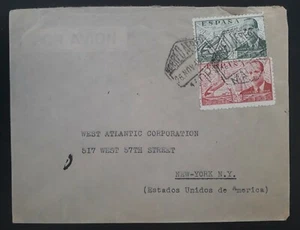 ESPAÑA
ESPAÑA
WEST ATLANTIC CORPORATION
517 WEST 57TH STREET
NEW-YORK N.Y.
(Estados Unidos de America)